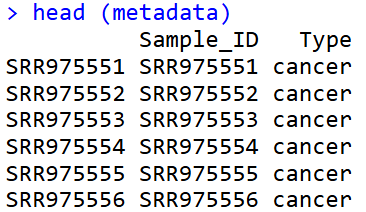 > head (metadata)
Sample_ID Type
SRR975551 SRR975551 cancer
SRR975552 SRR975552 cancer
SRR975553 SRR975553 cancer
SRR975554 SRR975554 cancer
SRR975555 SRR975555 cancer
SRR975556 SRR975556 cancer